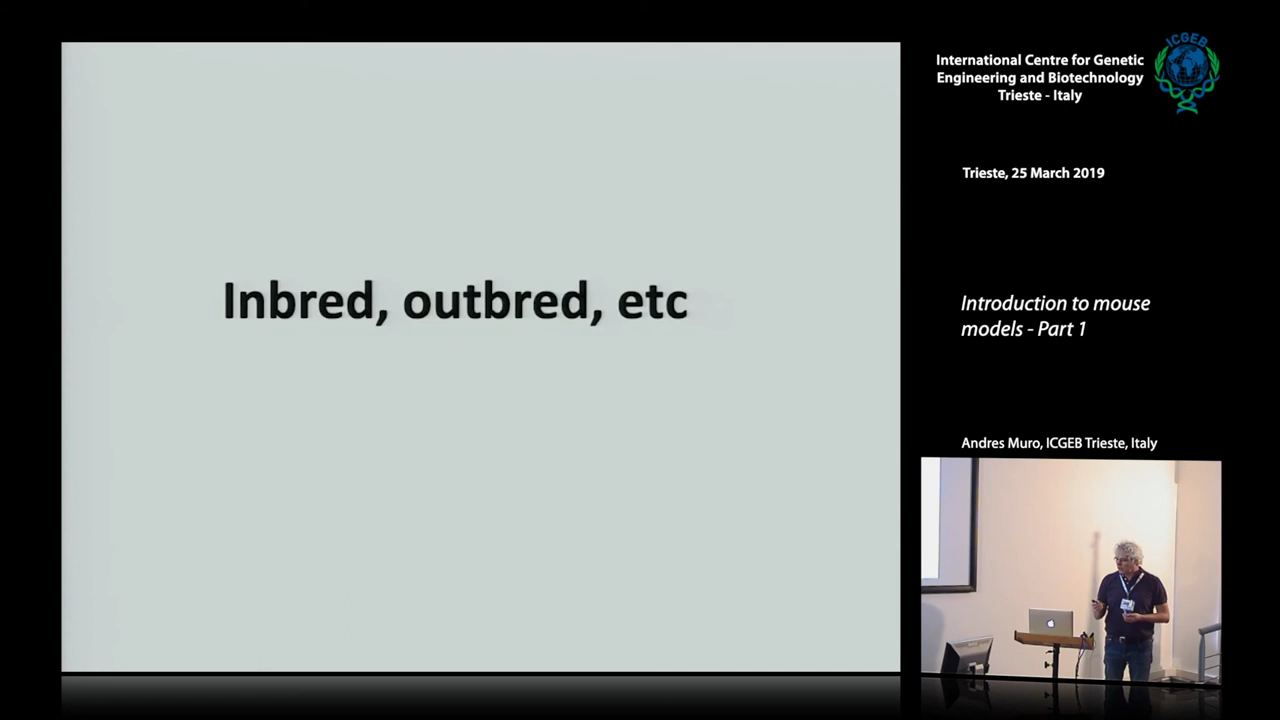 Inbred, outbred, etc
International Centre for Genetic
Engineering and Biotechnology
Trieste - Italy
ICGEB
Trieste, 25 March 2019
Introduction to mouse
models - Part 1
Andres Muro, ICGEB Trieste, Italy